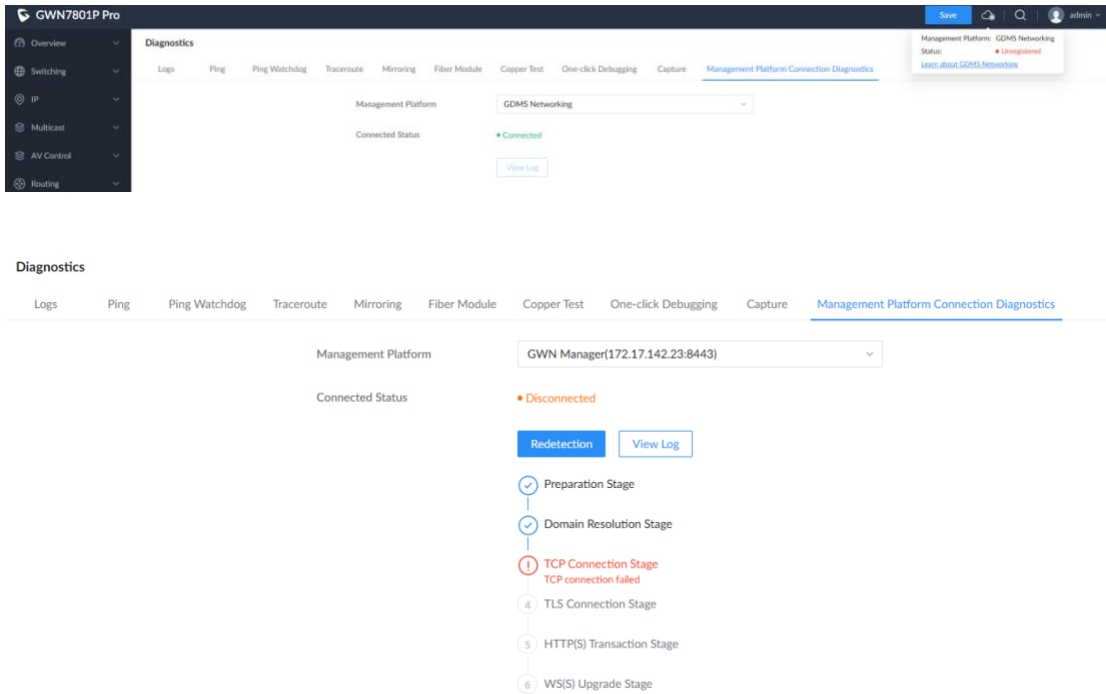 GWN7801P Pro
Save
admin
Overview
Switching
IP
Multicast
AV Control
Routing
Diagnostics
Logs Ping Ping Watchdog Traceroute Mirroring Fiber Module Copper Test One-click Debugging Capture Management Platform Connection Diagnostics
Management Platform: GDMS Networking
Status: Unregistered
Learn about GDMS Networking
Management Platform GDMS Networking
Connected Status Connected
View Log
Diagnostics
Logs Ping Ping Watchdog Traceroute Mirroring Fiber Module Copper Test One-click Debugging Capture Management Platform Connection Diagnostics
Management Platform GWN Manager(172.17.142.23:8443)
Connected Status Disconnected
Redetection View Log
Preparation Stage
Domain Resolution Stage
! TCP Connection Stage
TCP connection failed
4 TLS Connection Stage
5 HTTP(S) Transaction Stage
6 WS(S) Upgrade Stage